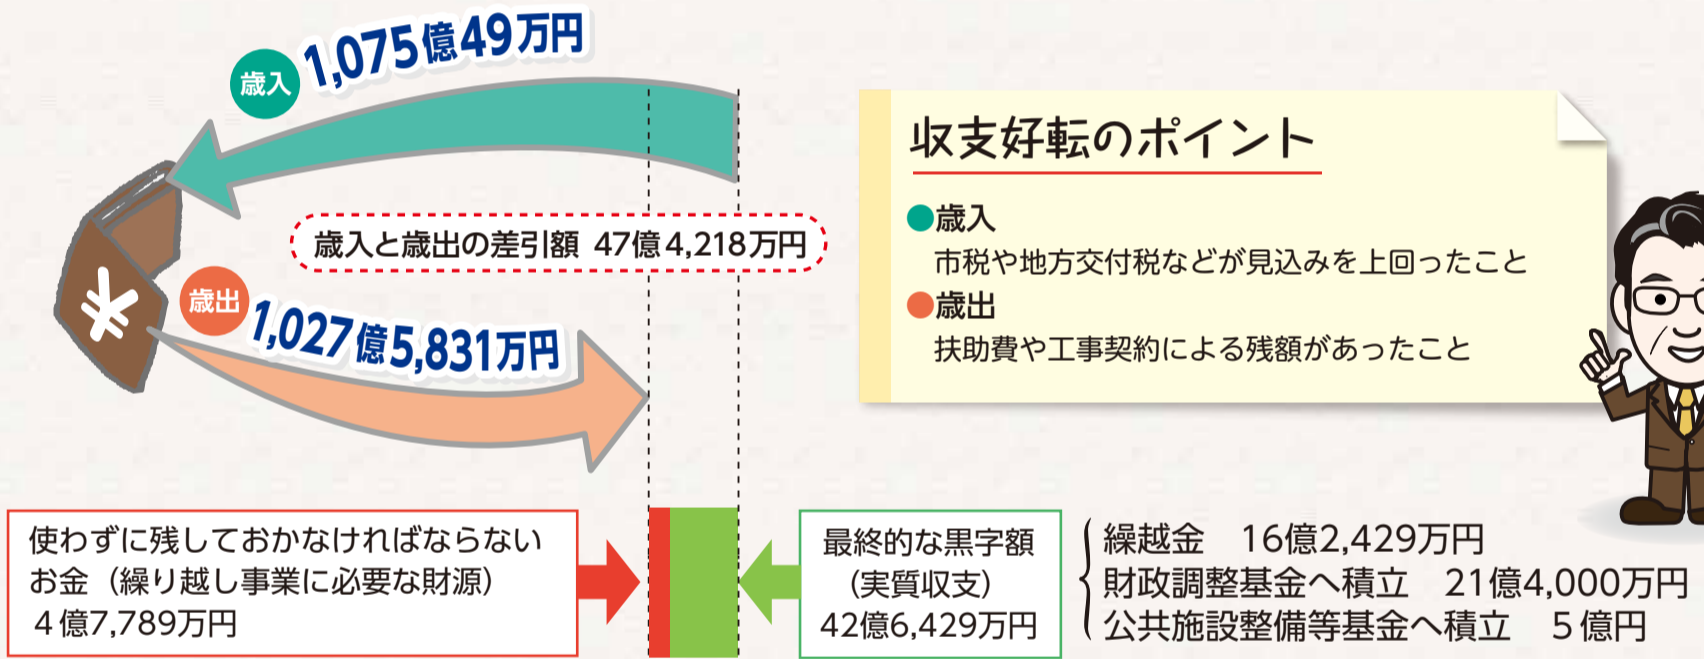 歳入 1,075億49万円
歳入と歳出の差引額 47億4,218万円
¥
歳出 1,027億5,831万円
収支好転のポイント
●歳入
市税や地方交付税などが見込みを上回ったこと
●歳出
扶助費や工事契約による残額があったこと
使わずに残しておかなければならない
お金（繰り越し事業に必要な財源）
4億7,789万円
最終的な黒字額
（実質収支）
42億6,429万円
繰越金 16億2,429万円
財政調整基金へ積立 21億4,000万円
公共施設整備等基金へ積立 5億円